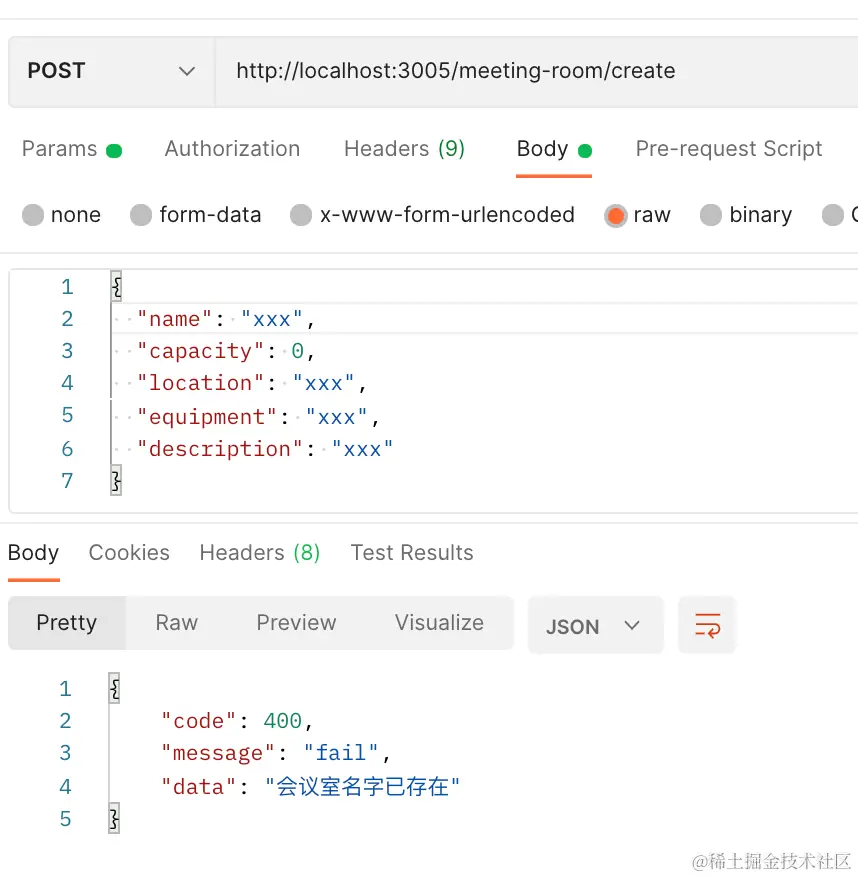 POST http://localhost:3005/meeting-room/create
Params Authorization Headers (9) Body Pre-request Script
none form-data x-www-form-urlencoded raw binary
1 {
2 "name": "xxx",
3 "capacity": 0,
4 "location": "xxx",
5 "equipment": "xxx",
6 "description": "xxx"
7 }
Body Cookies Headers (8) Test Results
Pretty Raw Preview Visualize JSON
1 {
2 "code": 400,
3 "message": "fail",
4 "data": "会议室名字已存在"
5 }
@稀土掘金技术社区